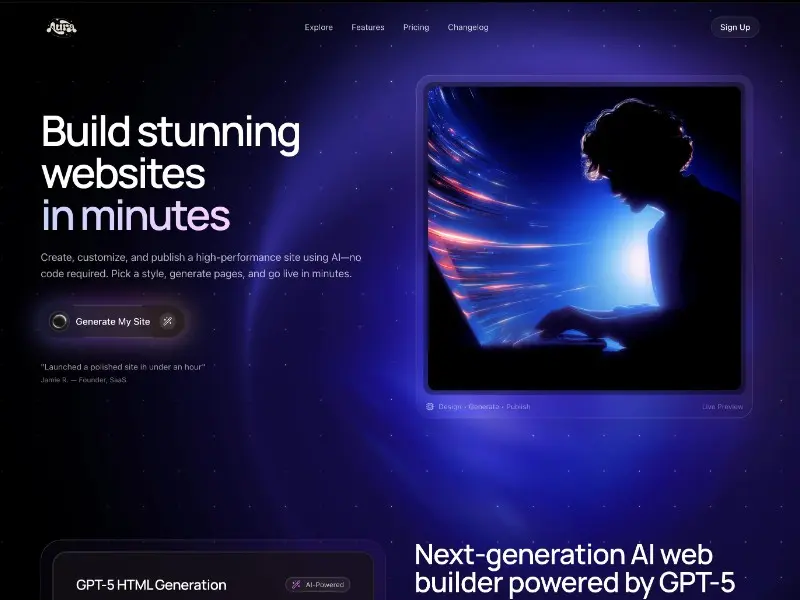 Aura
Explore
Features
Pricing
Changelog
Sign Up
Build stunning
websites
in minutes
Create, customize, and publish a high-performance site using AI—no
code required. Pick a style, generate pages, and go live in minutes.
Generate My Site
"Launched a polished site in under an hour"
Jamie R. — Founder, SaaS
Design • Generate • Publish
Live Preview
GPT-5 HTML Generation
AI-Powered
Next-generation AI web
builder powered by GPT-5